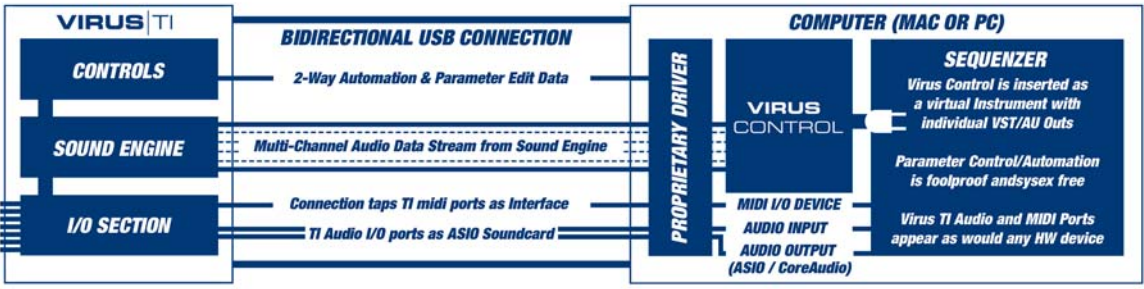 VIRUS|TI
CONTROLS
SOUND ENGINE
I/O SECTION
BIDIRECTIONAL USB CONNECTION
2-Way Automation & Parameter Edit Data
Multi-Channel Audio Data Stream from Sound Engine
Connection taps TI midi ports as Interface
TI Audio I/O ports as ASIO Soundcard
COMPUTER (MAC OR PC)
PROPRIETARY DRIVER
VIRUS
CONTROL
MIDI I/O DEVICE
AUDIO INPUT
AUDIO OUTPUT
(ASIO / CoreAudio)
SEQUENZER
Virus Control is inserted as
a virtual Instrument with
individual VST/AU Outs
Parameter Control/Automation
is foolproof andsysex free
Virus TI Audio and MIDI Ports
appear as would any HW device